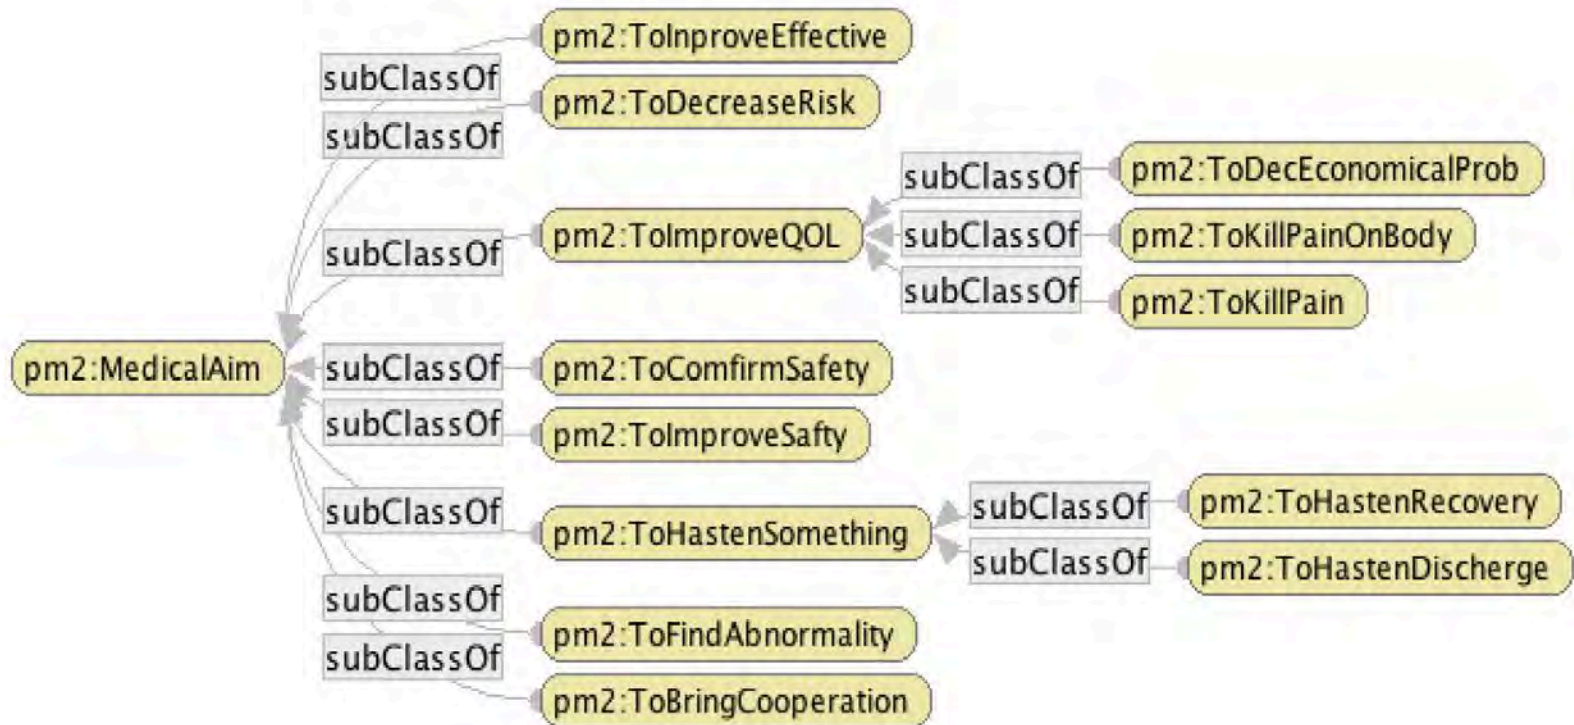 pm2:ToInproveEffective
subClassOf
pm2:ToDecreaseRisk
subClassOf
pm2:ToDecEconomicalProb
subClassOf
pm2:ToImproveQOL
subClassOf
pm2:ToKillPainOnBody
subClassOf
subClassOf
pm2:ToKillPain
pm2:MedicalAim
subClassOf
pm2:ToComfirmSafety
subClassOf
pm2:ToImproveSafty
subClassOf
pm2:ToHastenRecovery
subClassOf
pm2:ToHastenSomething
subClassOf
pm2:ToHastenDischarge
subClassOf
pm2:ToFindAbnormality
subClassOf
pm2:ToBringCooperation
subClassOf